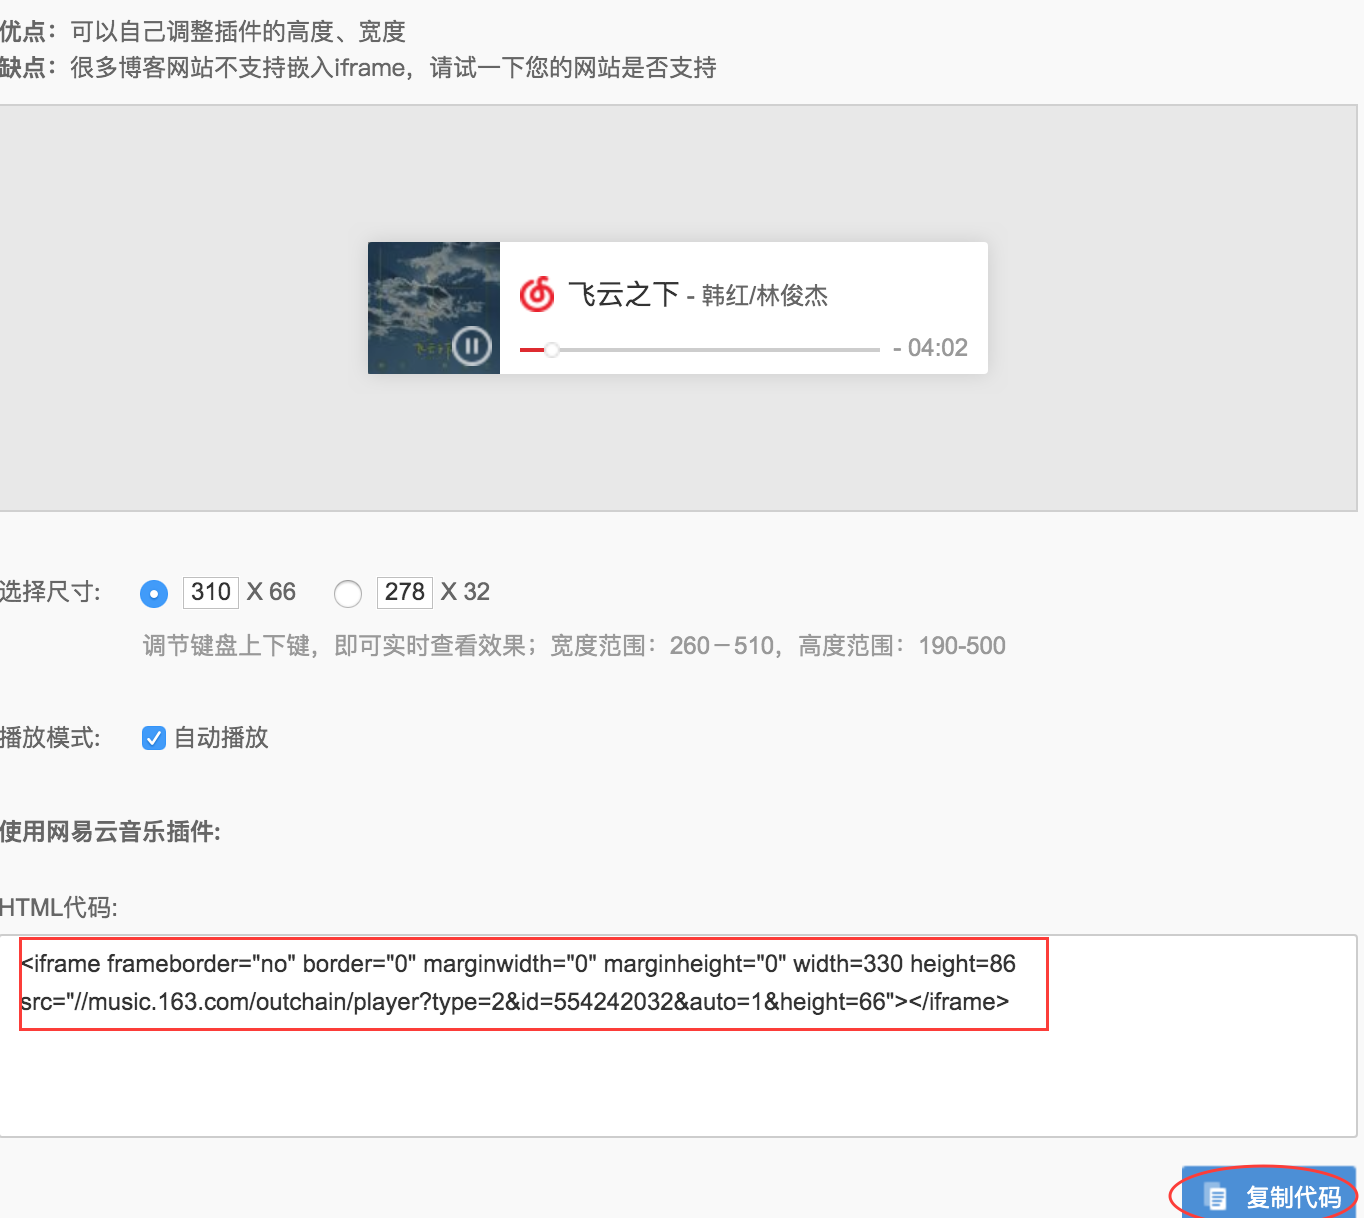 优点：可以自己调整插件的高度、宽度
缺点：很多博客网站不支持嵌入iframe，请试一下您的网站是否支持
飞云之下 - 韩红/林俊杰
- 04:02
选择尺寸: 310 X 66 278 X 32
调节键盘上下键，即可实时查看效果；宽度范围：260－510，高度范围：190-500
播放模式: 自动播放
使用网易云音乐插件:
HTML代码:
<iframe frameborder="no" border="0" marginwidth="0" marginheight="0" width=330 height=86
src="//music.163.com/outchain/player?type=2&id=554242032&auto=1&height=66"></iframe>
复制代码